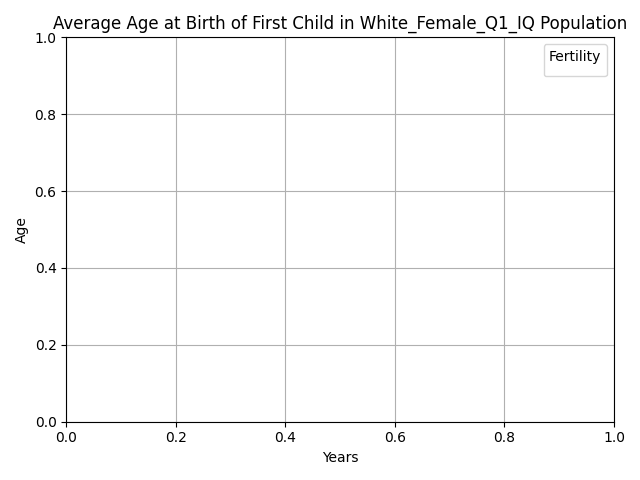 Average Age at Birth of First Child in White_Female_Q1_IQ Population
Fertility
1.0
0.8
0.6
0.4
0.2
0.0
Age
0.0 0.2 0.4 0.6 0.8 1.0
Years